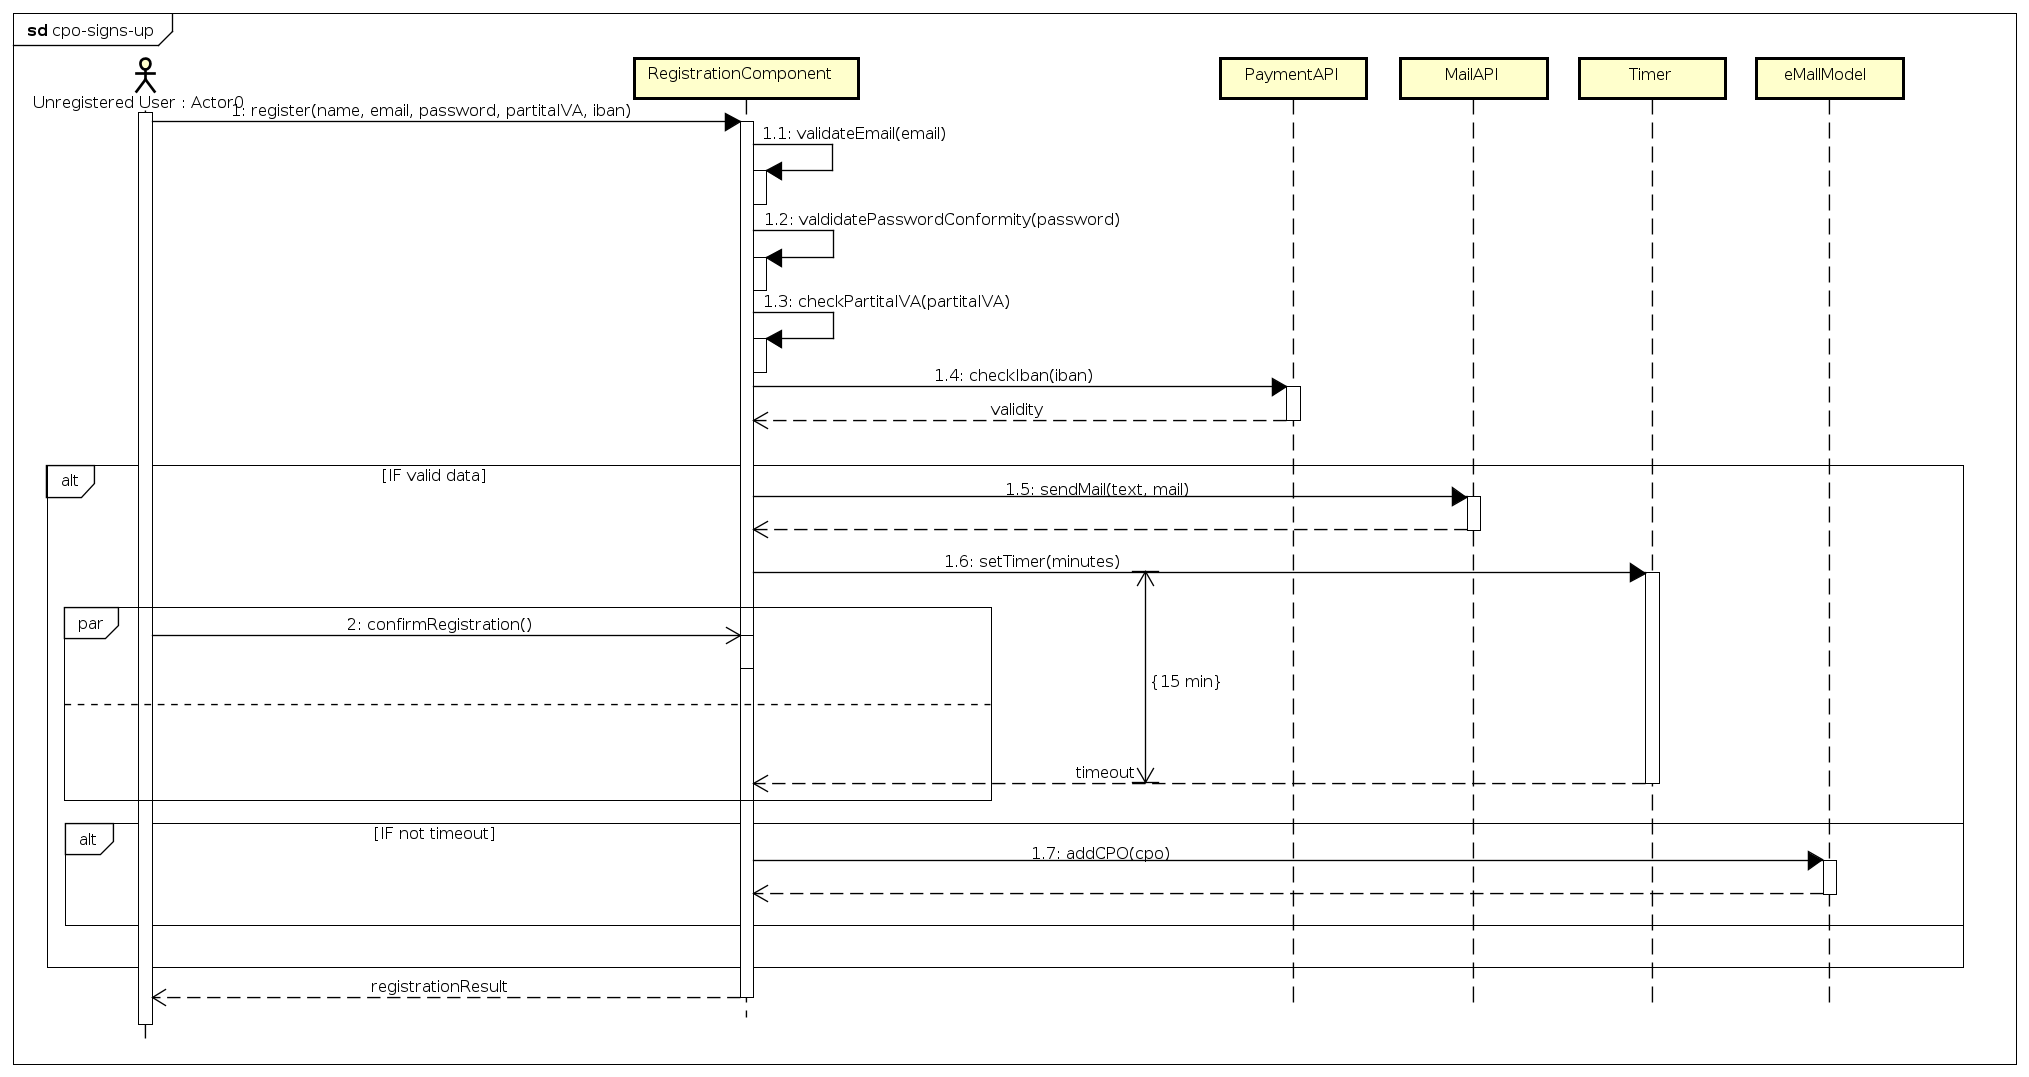 sd cpo-signs-up
RegistrationComponent
PaymentAPI
MailAPI
Timer
eMallModel
Unregistered User : Actor0
1: register(name, email, password, partitaIVA, iban)
1.1: validateEmail(email)
1.2: valdidatePasswordConformity(password)
1.3: checkPartitaIVA(partitaIVA)
1.4: checkIban(iban)
validity
alt
[IF valid data]
1.5: sendMail(text, mail)
1.6: setTimer(minutes)
par
2: confirmRegistration()
{15 min}
timeout
alt
[IF not timeout]
1.7: addCPO(cpo)
registrationResult